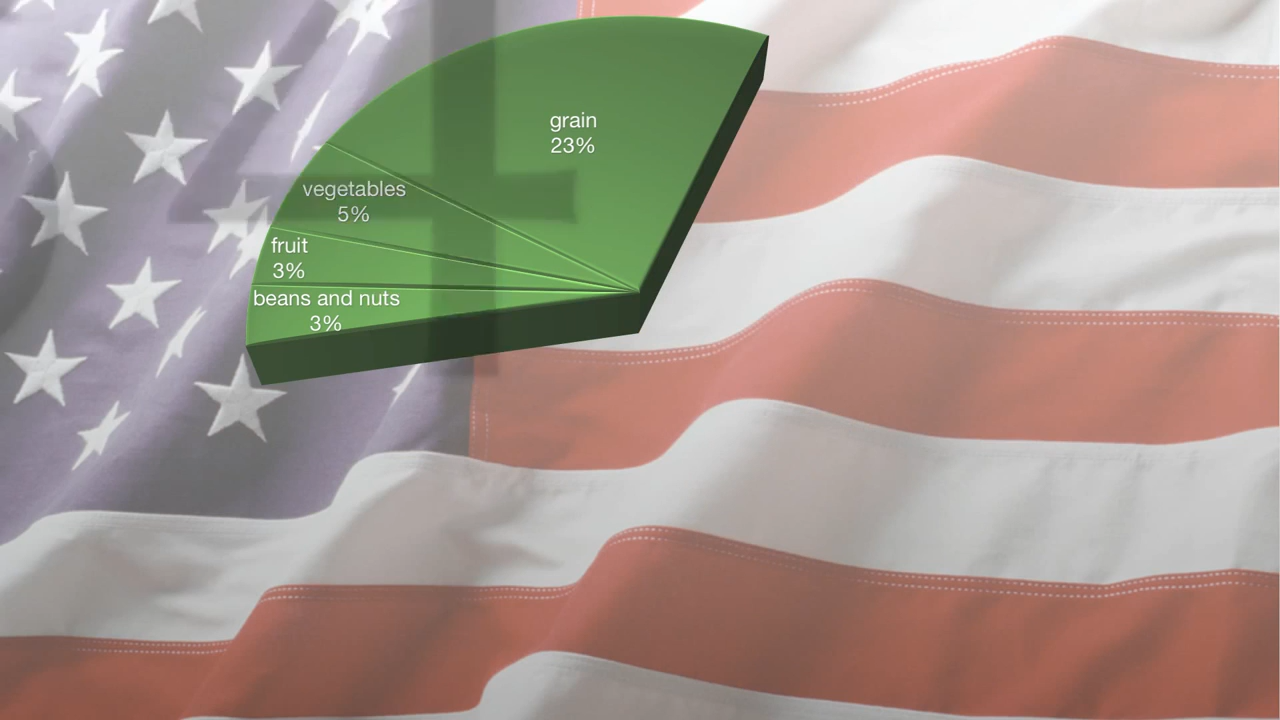 grain
23%
vegetables
5%
fruit
3%
beans and nuts
3%